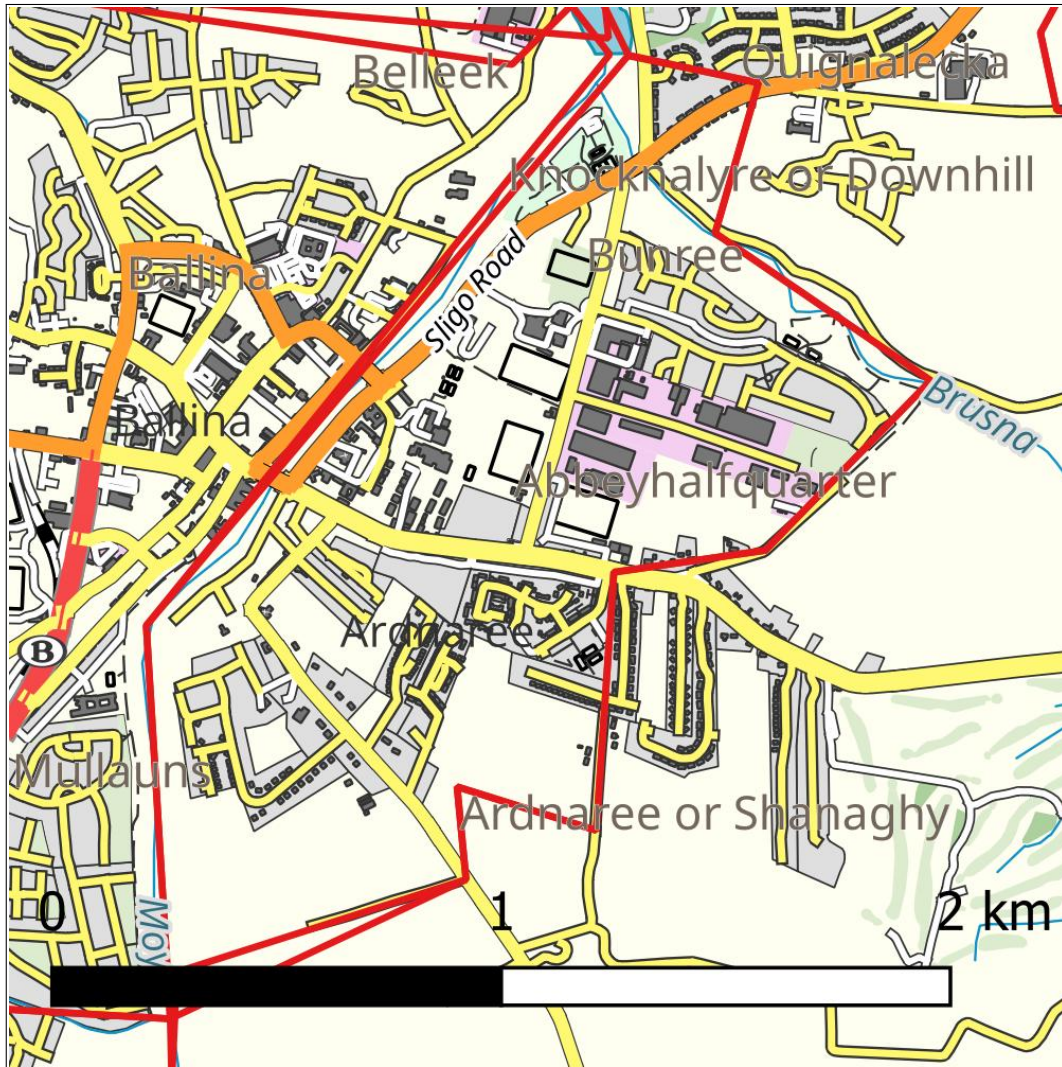 Belleek
Quignalecka
Knocknalyre or Downhill
Bunree
Ballina
Sligo Road
Brusna
Ballina
Abbeyhalfquarter
Ardnaree
B
Mullauns
Ardnaree or Shanaghy
Moy
0 1 2 km